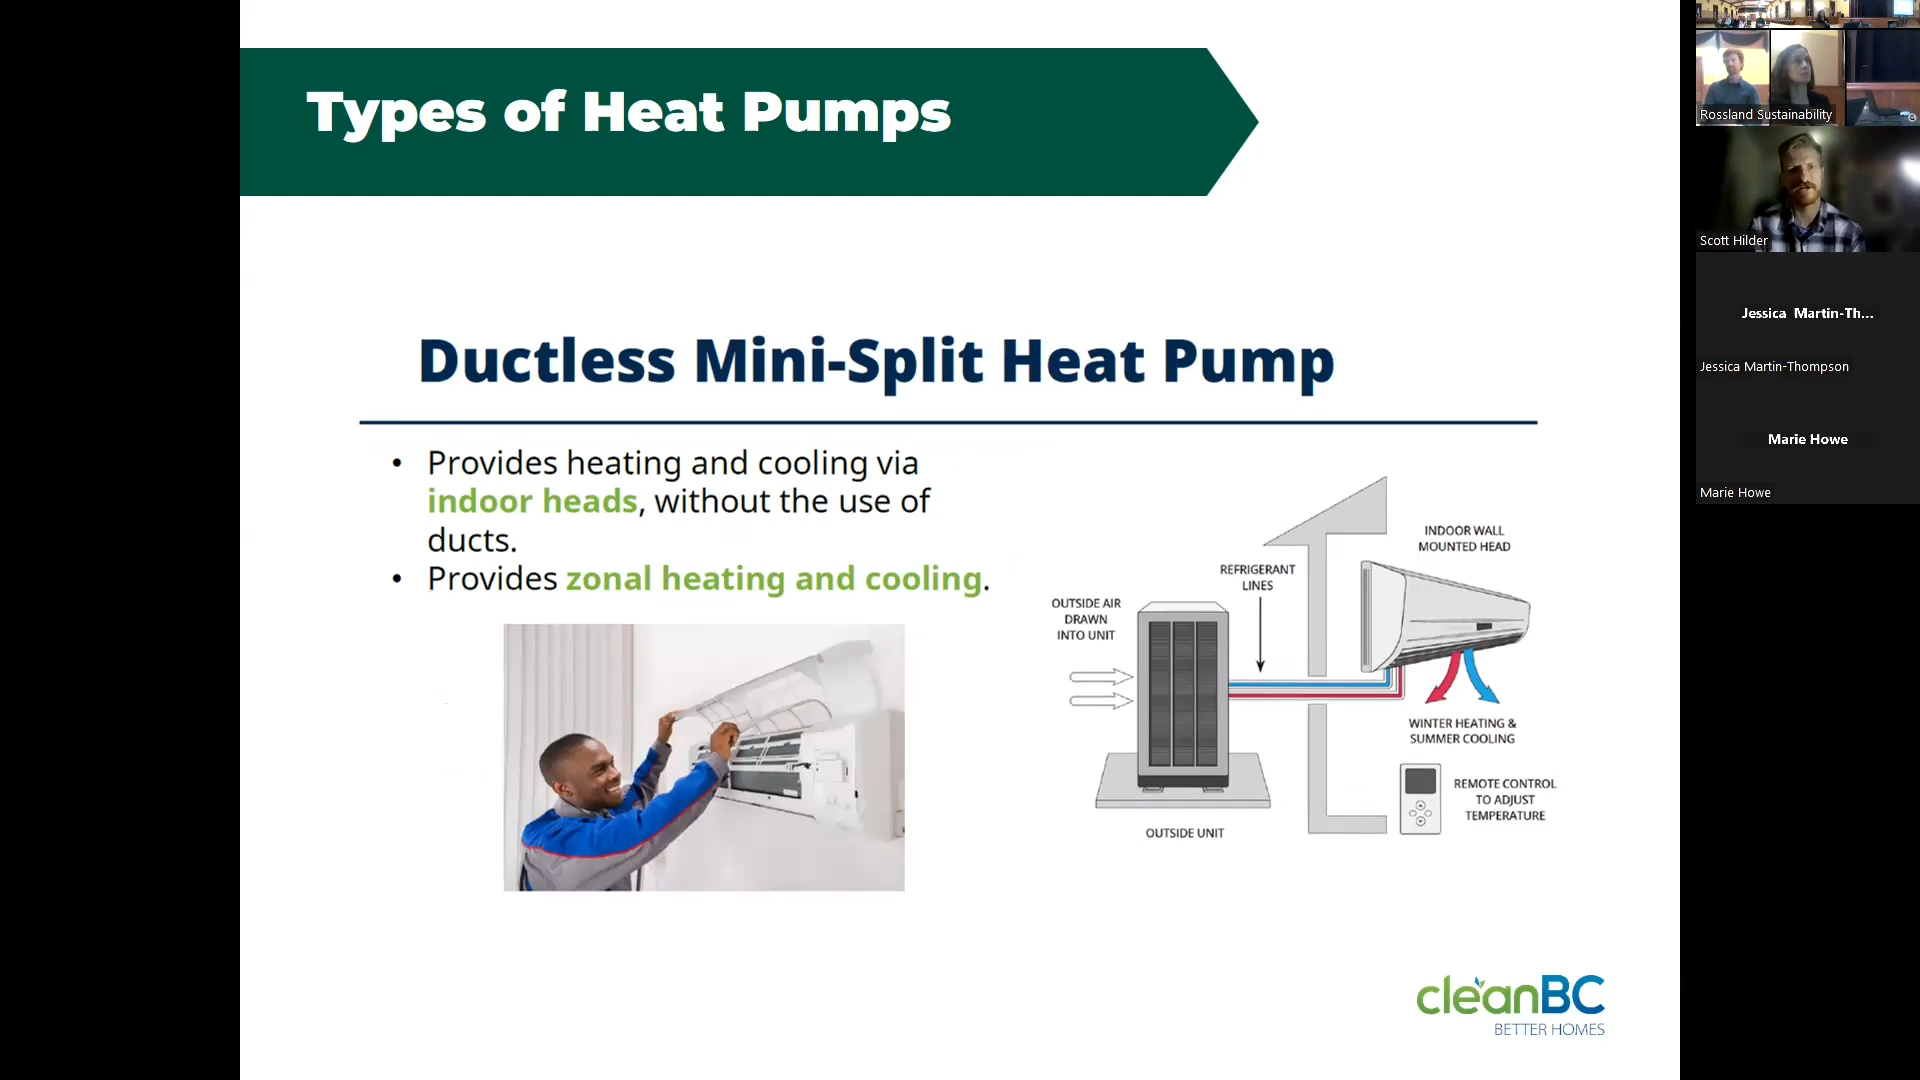 Types of Heat Pumps
Ductless Mini-Split Heat Pump
• Provides heating and cooling via
indoor heads, without the use of
ducts.
• Provides zonal heating and cooling.
OUTSIDE AIR
DRAWN
INTO UNIT
REFRIGERANT
LINES
INDOOR WALL
MOUNTED HEAD
WINTER HEATING &
SUMMER COOLING
REMOTE CONTROL
TO ADJUST
TEMPERATURE
OUTSIDE UNIT
cleanBC
BETTER HOMES
Rossland Sustainability
Scott Hilder
Jessica Martin-Th...
Jessica Martin-Thompson
Marie Howe
Marie Howe